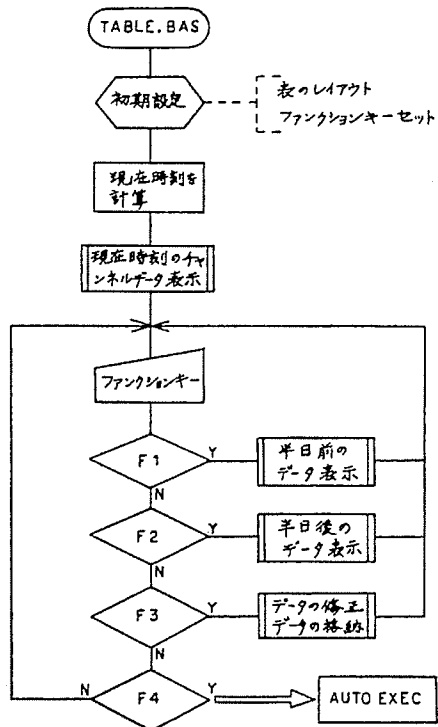 TABLE.BAS
初期設定
表のレイアウト
ファンクションキーセット
現在時刻を
計算
現在時刻のチャ
ンネルデータ表示
ファンクションキー
F1
Y
半日前の
データ表示
N
F2
Y
半日後の
データ表示
N
F3
Y
データの修正
データの格納
N
N
F4
Y
AUTO EXEC